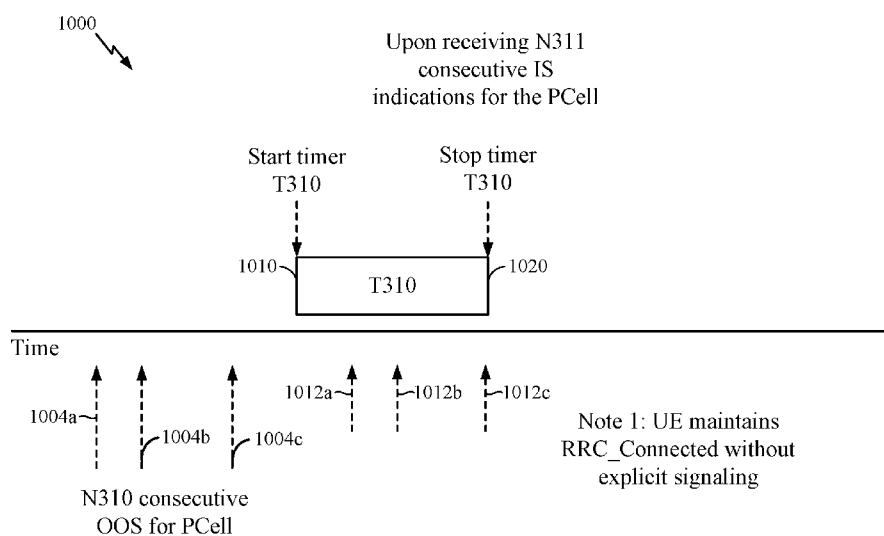 1000
Upon receiving N311
consecutive IS
indications for the PCell
Start timer
T310
Stop timer
T310
1010
T310
1020
Time
1004a
1004b
1004c
1012a
1012b
1012c
N310 consecutive
OOS for PCell
Note 1: UE maintains
RRC_Connected without
explicit signaling